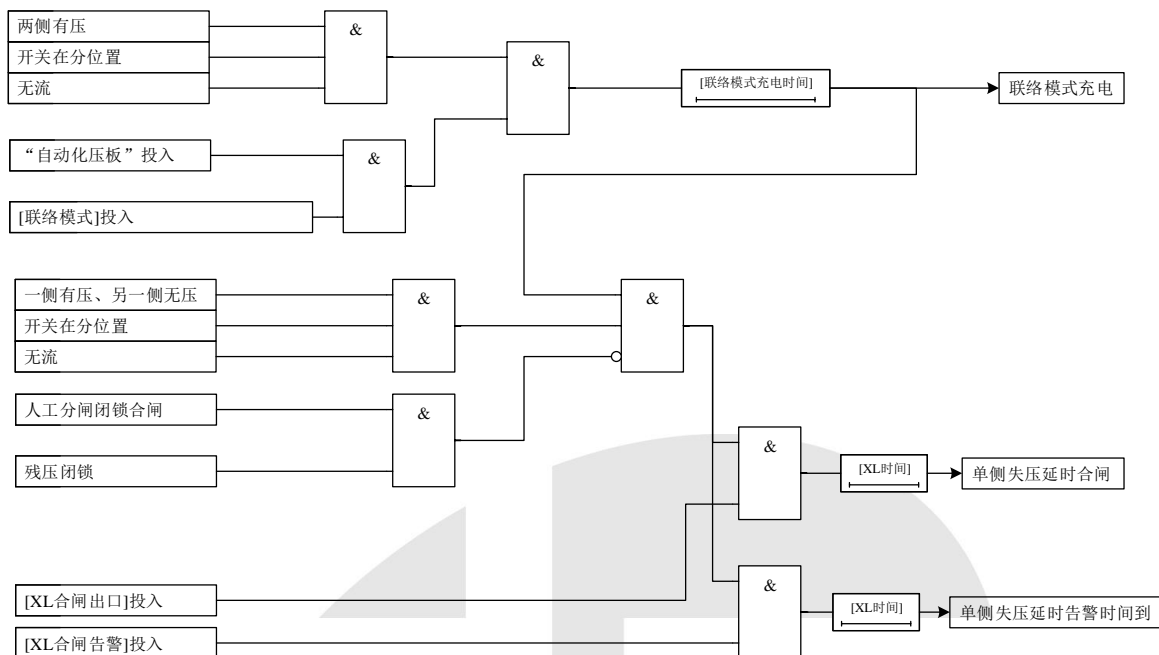 两侧有压
&
开关在分位置
&
[联络模式充电时间]
联络模式充电
无流
“自动化压板”投入
&
[联络模式]投入
一侧有压、另一侧无压
&
&
开关在分位置
无流
人工分闸闭锁合闸
&
&
残压闭锁
[XL时间]
单侧失压延时合闸
&
[XL合闸出口]投入
[XL时间]
单侧失压延时告警时间到
[XL合闸告警]投入